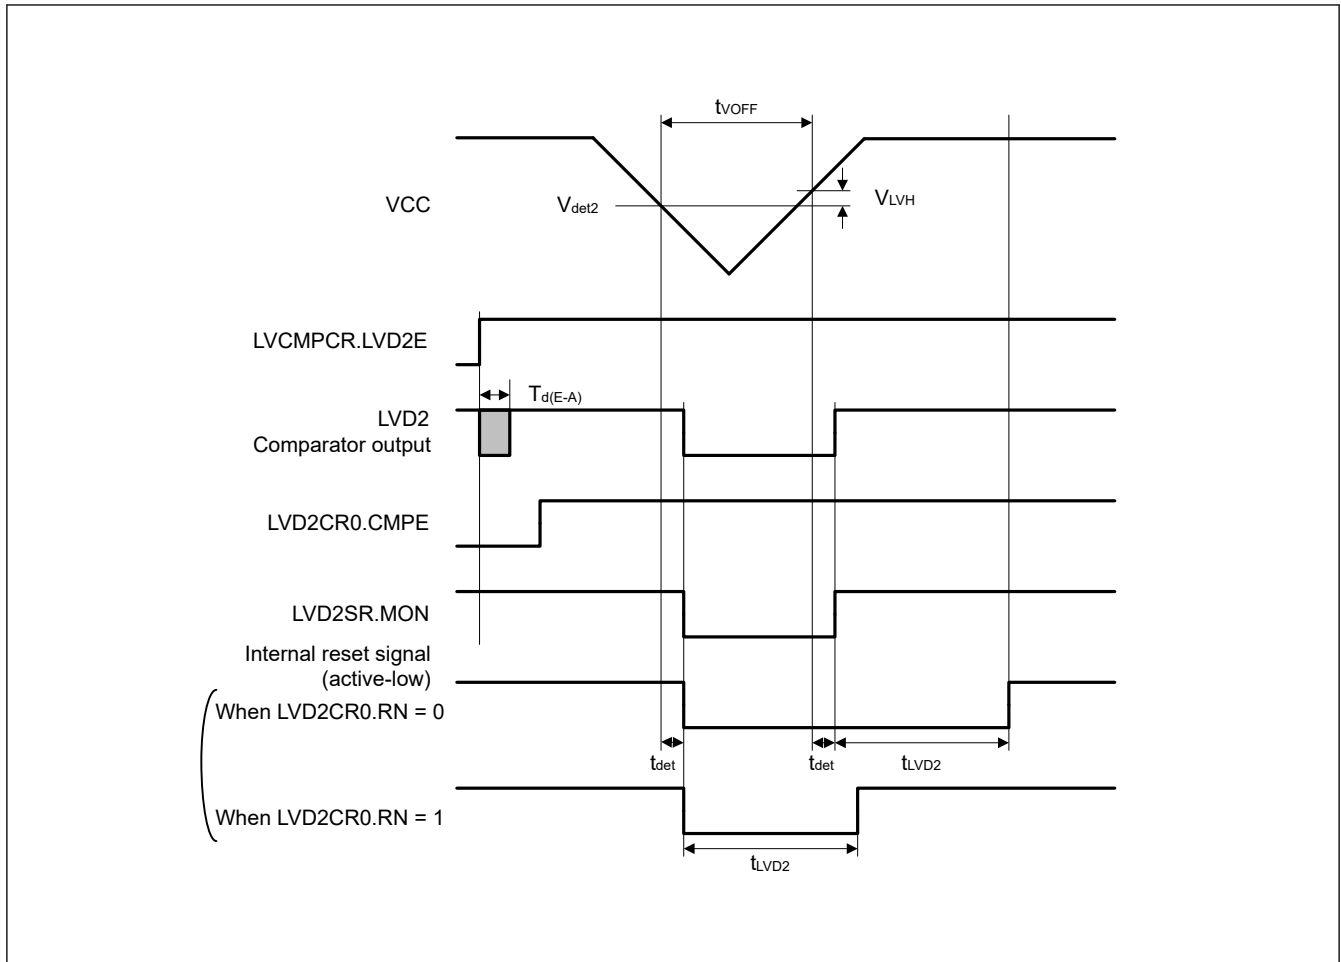 tVOFF
VCC
Vdet2
VLVH
LVCMPCR.LVD2E
Td(E-A)
LVD2
Comparator output
LVD2CR0.CMPE
LVD2SR.MON
Internal reset signal
(active-low)
When LVD2CR0.RN = 0
tdet
tdet
tLVD2
When LVD2CR0.RN = 1
tLVD2